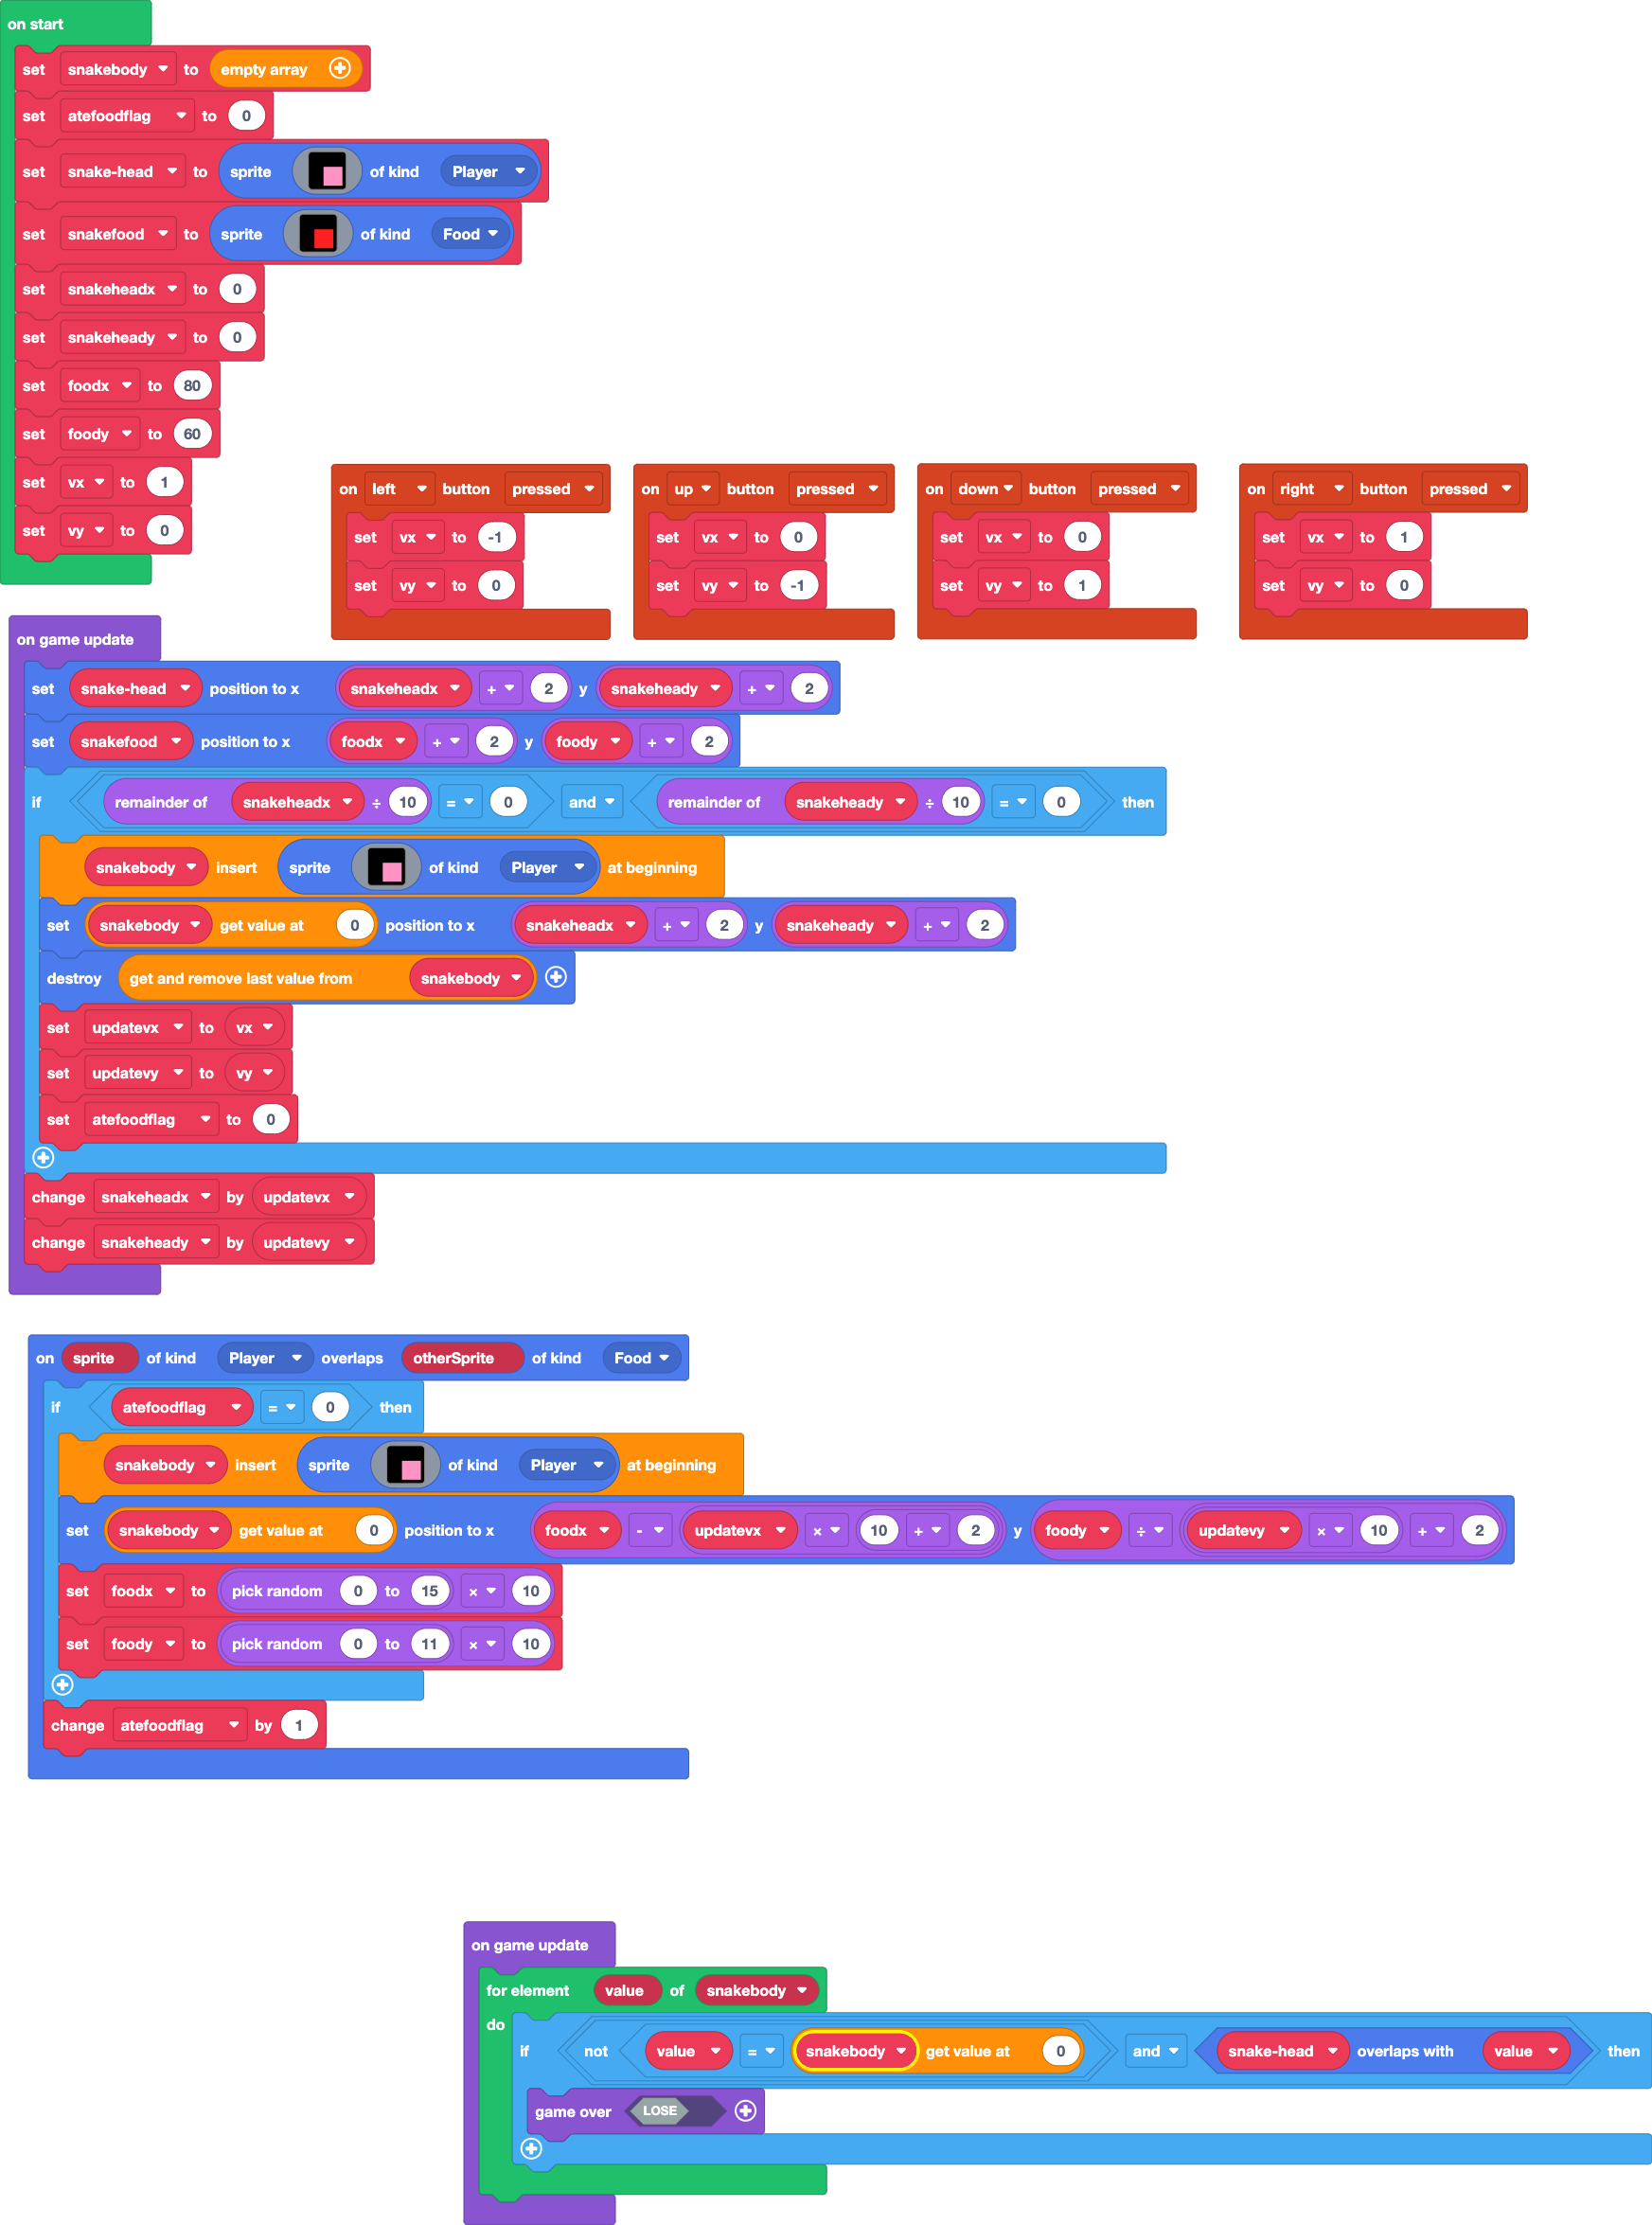 on start
set snakebody to empty array
set atefoodflag to 0
set snake-head to sprite of kind Player
set snakefood to sprite of kind Food
set snakeheadx to 0
set snakeheady to 0
set foodx to 80
set foody to 60
set vx to 1
set vy to 0
on left button pressed
set vx to -1
set vy to 0
on up button pressed
set vx to 0
set vy to -1
on down button pressed
set vx to 0
set vy to 1
on right button pressed
set vx to 1
set vy to 0
on game update
set snake-head position to x snakeheadx + 2 y snakeheady + 2
set snakefood position to x foodx + 2 y foody + 2
if remainder of snakeheadx ÷ 10 = 0 and remainder of snakeheady ÷ 10 = 0 then
snakebody insert sprite of kind Player at beginning
set snakebody get value at 0 position to x snakeheadx + 2 y snakeheady + 2
destroy get and remove last value from snakebody
set updatevx to vx
set updatevy to vy
set atefoodflag to 0
change snakeheadx by updatevx
change snakeheady by updatevy
on sprite of kind Player overlaps otherSprite of kind Food
if atefoodflag = 0 then
snakebody insert sprite of kind Player at beginning
set snakebody get value at 0 position to x foodx - updatevx × 10 + 2 y foody ÷ updatevy × 10 + 2
set foodx to pick random 0 to 15 × 10
set foody to pick random 0 to 11 × 10
change atefoodflag by 1
on game update
for element value of snakebody
do
if not value = snakebody get value at 0 and snake-head overlaps with value then
game over LOSE